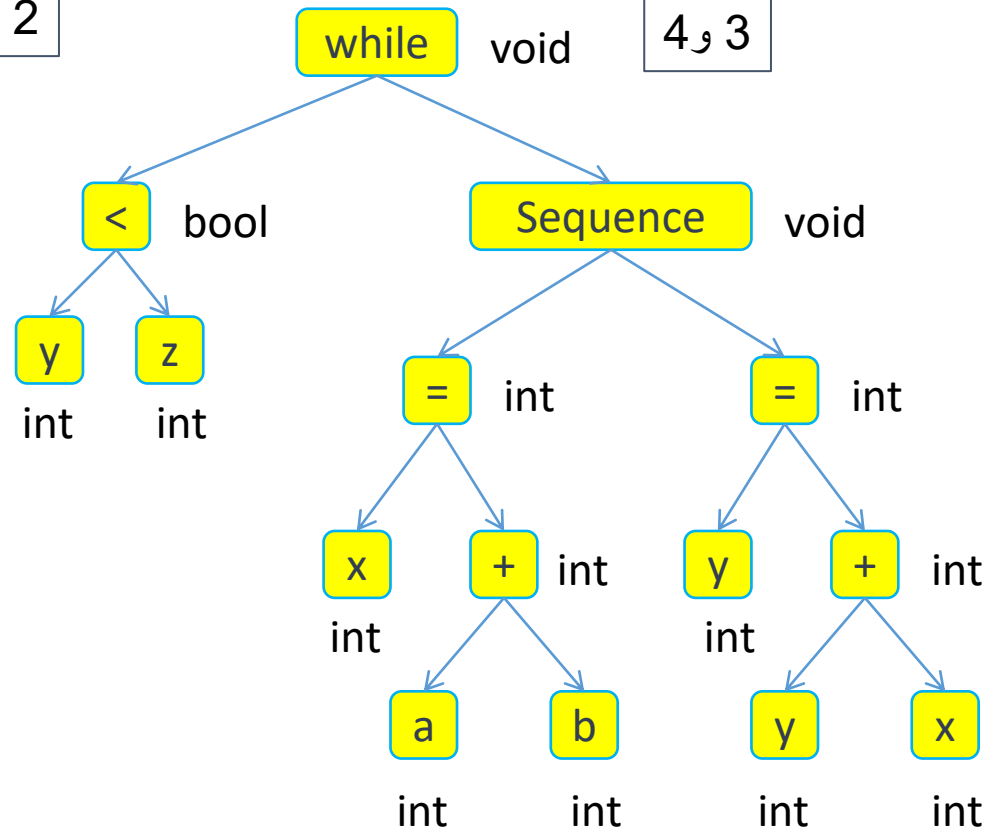 2
while void
3 و 4
< bool
Sequence void
y z
int int
= int
= int
x + int
y + int
int
int
a b
y x
int int int int